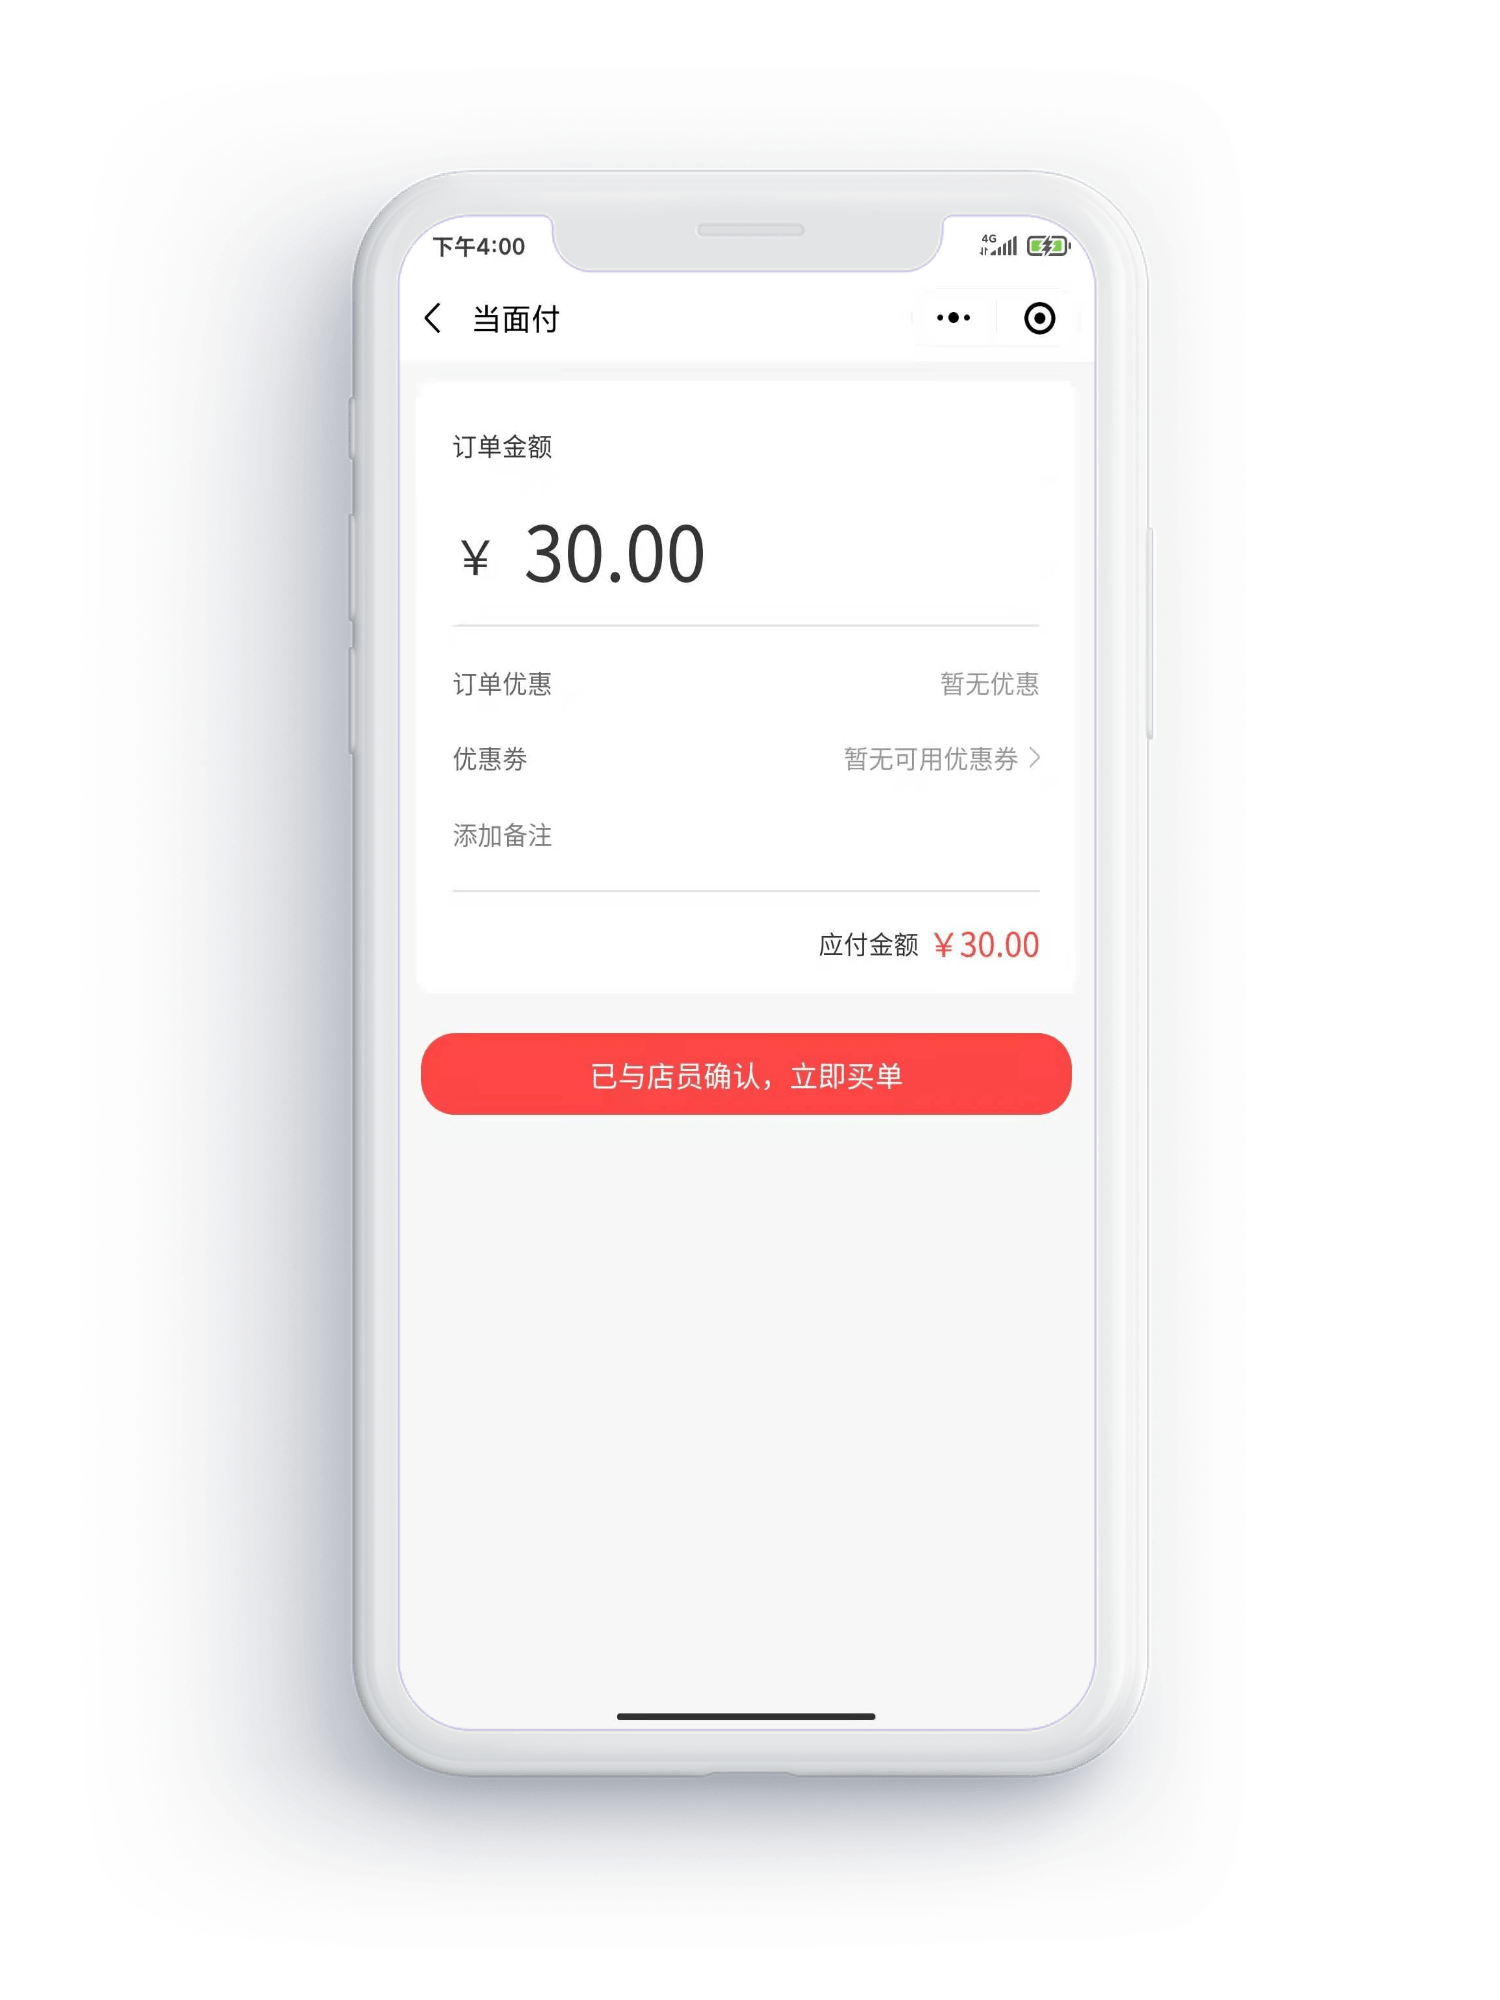 下午4:00
4G
当面付
订单金额
¥ 30.00
订单优惠 暂无优惠
优惠券 暂无可用优惠券
添加备注
应付金额 ¥30.00
已与店员确认，立即买单